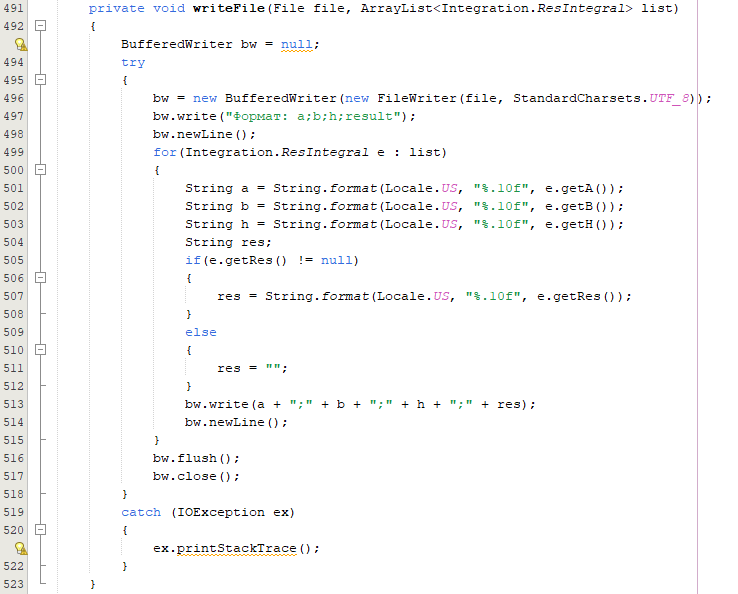 491 private void writeFile(File file, ArrayList<Integration.ResIntegral> list)
492 {
BufferedWriter bw = null;
494 try
495 {
496 bw = new BufferedWriter(new FileWriter(file, StandardCharsets.UTF_8));
497 bw.write("Формат: a;b;h;result");
498 bw.newLine();
499 for(Integration.ResIntegral e : list)
500 {
501 String a = String.format(Locale.US, "%.10f", e.getA());
502 String b = String.format(Locale.US, "%.10f", e.getB());
503 String h = String.format(Locale.US, "%.10f", e.getH());
504 String res;
505 if(e.getRes() != null)
506 {
507 res = String.format(Locale.US, "%.10f", e.getRes());
508 }
509 else
510 {
511 res = "";
512 }
513 bw.write(a + ";" + b + ";" + h + ";" + res);
514 bw.newLine();
515 }
516 bw.flush();
517 bw.close();
518 }
519 catch (IOException ex)
520 {
ex.printStackTrace();
522 }
523 }